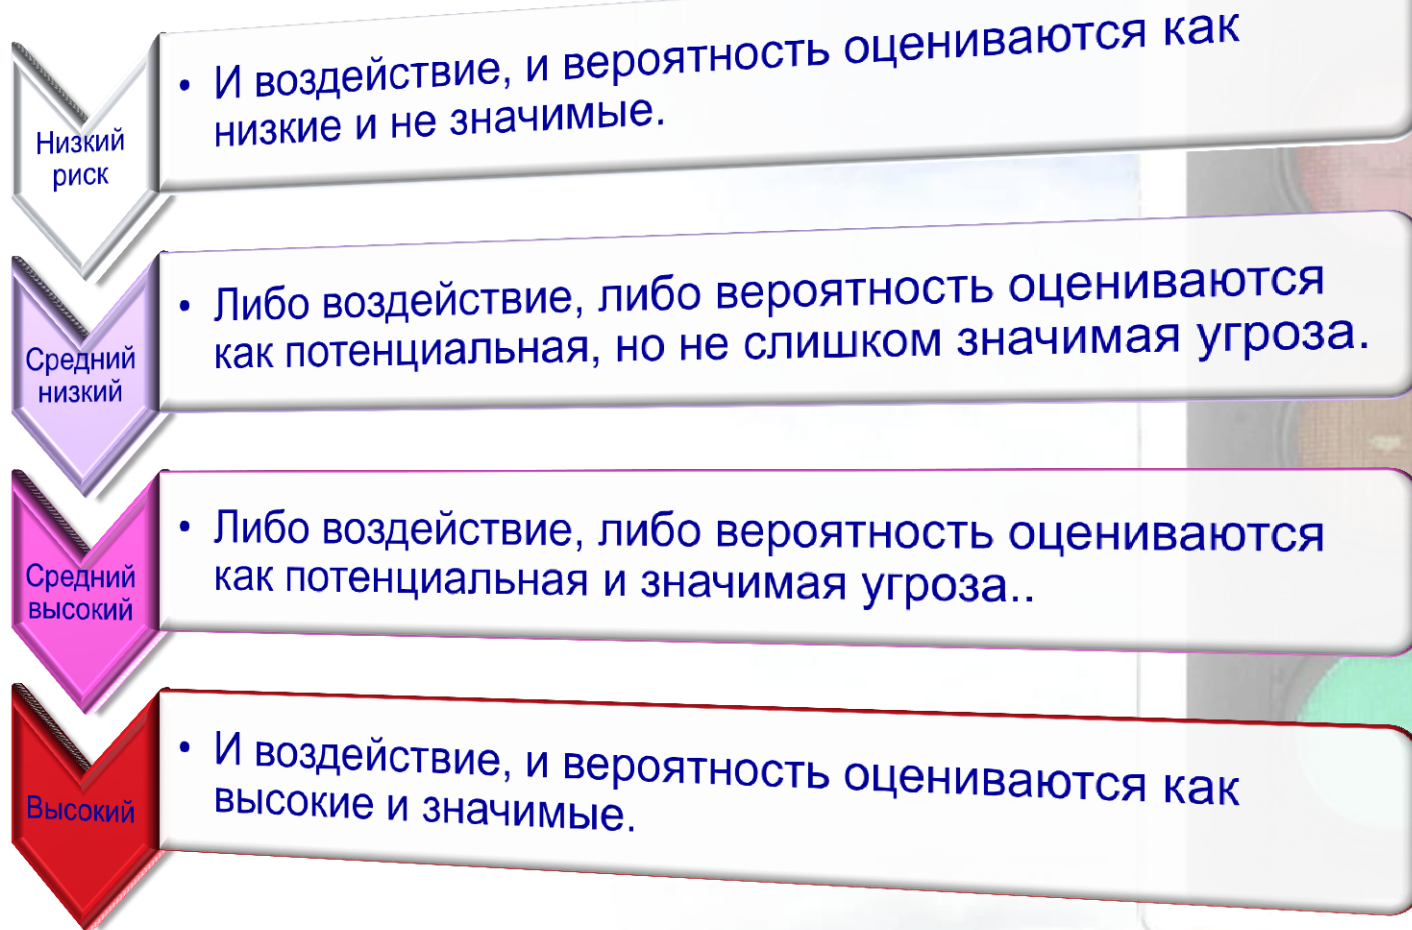 Низкий
риск
• И воздействие, и вероятность оцениваются как
низкие и не значимые.
Средний
низкий
• Либо воздействие, либо вероятность оцениваются
как потенциальная, но не слишком значимая угроза.
Средний
высокий
• Либо воздействие, либо вероятность оцениваются
как потенциальная и значимая угроза..
Высокий
• И воздействие, и вероятность оцениваются как
высокие и значимые.